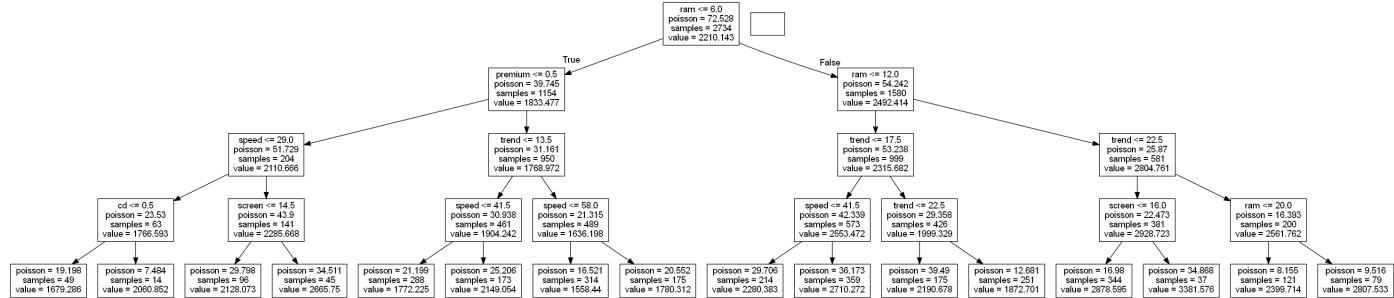 ram <= 6.0
poisson = 72.528
samples = 2734
value = 2210.143
True
False
premium <= 0.5
poisson = 39.745
samples = 1154
value = 1833.477
ram <= 12.0
poisson = 54.242
samples = 1580
value = 2492.414
speed <= 29.0
poisson = 51.729
samples = 204
value = 2110.666
trend <= 13.5
poisson = 31.161
samples = 950
value = 1768.972
trend <= 17.5
poisson = 53.238
samples = 999
value = 2315.682
trend <= 22.5
poisson = 25.87
samples = 581
value = 2804.761
cd <= 0.5
poisson = 23.53
samples = 63
value = 1766.593
screen <= 14.5
poisson = 43.9
samples = 141
value = 2285.668
speed <= 41.5
poisson = 30.938
samples = 461
value = 1904.242
speed <= 58.0
poisson = 21.315
samples = 489
value = 1636.198
speed <= 41.5
poisson = 42.339
samples = 573
value = 2553.472
trend <= 22.5
poisson = 29.358
samples = 426
value = 1999.329
screen <= 16.0
poisson = 22.473
samples = 381
value = 2928.723
ram <= 20.0
poisson = 16.393
samples = 200
value = 2561.762
poisson = 19.198
samples = 49
value = 1679.286
poisson = 7.484
samples = 14
value = 2060.852
poisson = 29.798
samples = 96
value = 2128.073
poisson = 34.511
samples = 45
value = 2665.75
poisson = 21.199
samples = 288
value = 1772.225
poisson = 25.206
samples = 173
value = 2149.054
poisson = 16.521
samples = 314
value = 1558.44
poisson = 20.552
samples = 175
value = 1780.312
poisson = 29.706
samples = 214
value = 2280.383
poisson = 36.173
samples = 359
value = 2710.272
poisson = 39.49
samples = 175
value = 2190.678
poisson = 12.681
samples = 251
value = 1872.701
poisson = 16.98
samples = 344
value = 2878.595
poisson = 34.868
samples = 37
value = 3381.576
poisson = 8.155
samples = 121
value = 2399.714
poisson = 9.516
samples = 79
value = 2807.533